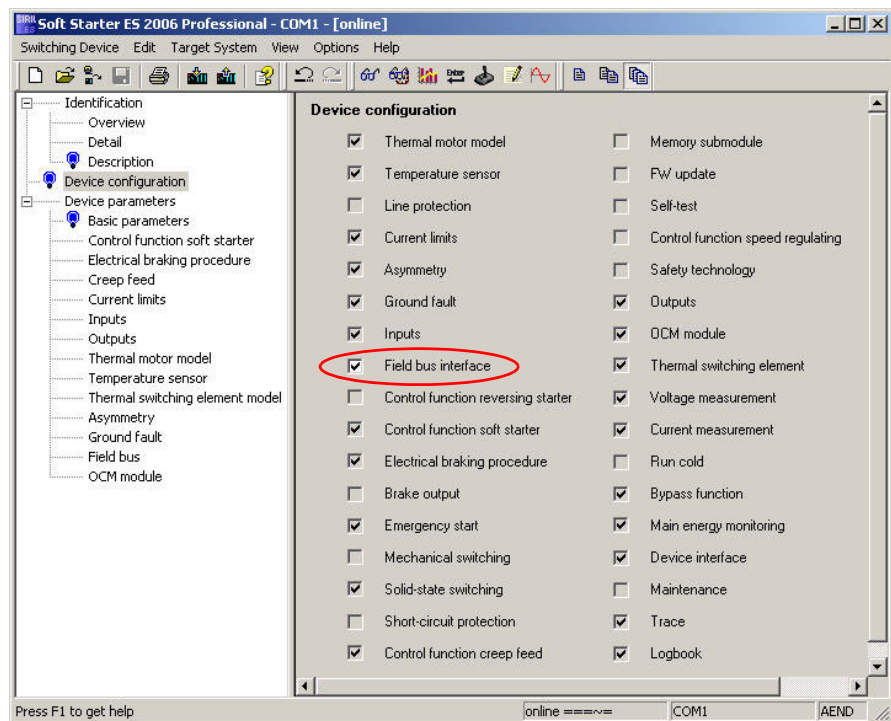 Soft Starter ES 2006 Professional - COM1 - [online]
Switching Device Edit Target System View Options Help
Identification
Overview
Detail
Description
Device configuration
Device parameters
Basic parameters
Control function soft starter
Electrical braking procedure
Creep feed
Current limits
Inputs
Outputs
Thermal motor model
Temperature sensor
Thermal switching element model
Asymmetry
Ground fault
Field bus
OCM module
Device configuration
Thermal motor model
Temperature sensor
Line protection
Current limits
Asymmetry
Ground fault
Inputs
Field bus interface
Control function reversing starter
Control function soft starter
Electrical braking procedure
Brake output
Emergency start
Mechanical switching
Solid-state switching
Short-circuit protection
Control function creep feed
Memory submodule
FW update
Self-test
Control function speed regulating
Safety technology
Outputs
OCM module
Thermal switching element
Voltage measurement
Current measurement
Run cold
Bypass function
Main energy monitoring
Device interface
Maintenance
Trace
Logbook
Press F1 to get help
online ===~=
COM1
AEND